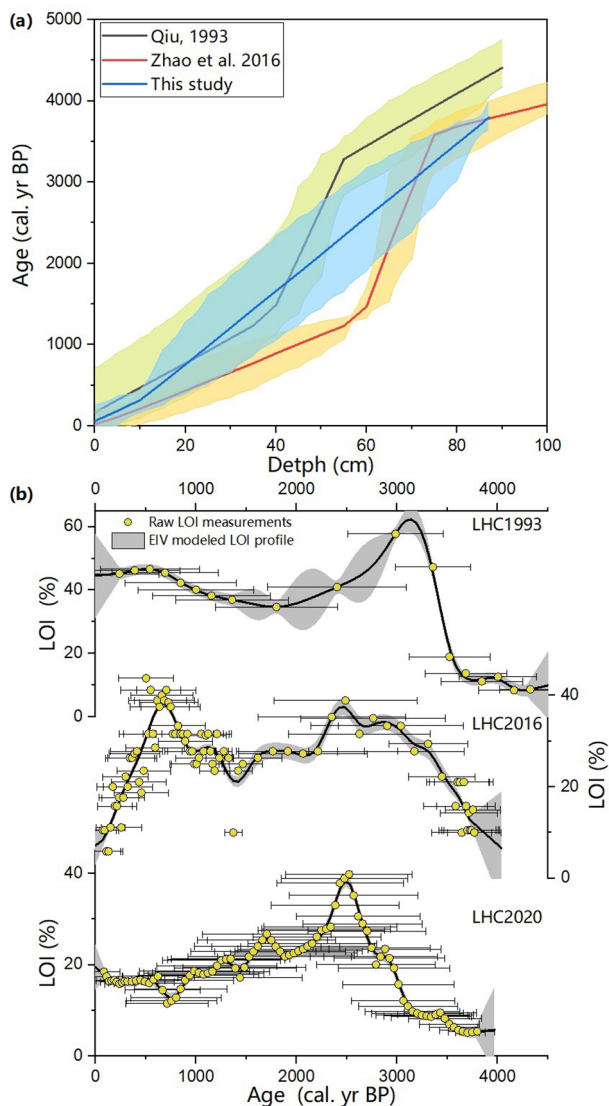 (a)
5000
4000
3000
2000
1000
0
Age (cal. yr BP)
Qiu, 1993
Zhao et al. 2016
This study
0 20 40 60 80 100
Detph (cm)
(b)
0 1000 2000 3000 4000
Raw LOI measurements
EIV modeled LOI profile
LHC1993
60
40
20
0
LOI (%)
LHC2016
40
20
0
LOI (%)
LHC2020
40
20
0
LOI (%)
0 1000 2000 3000 4000
Age (cal. yr BP)